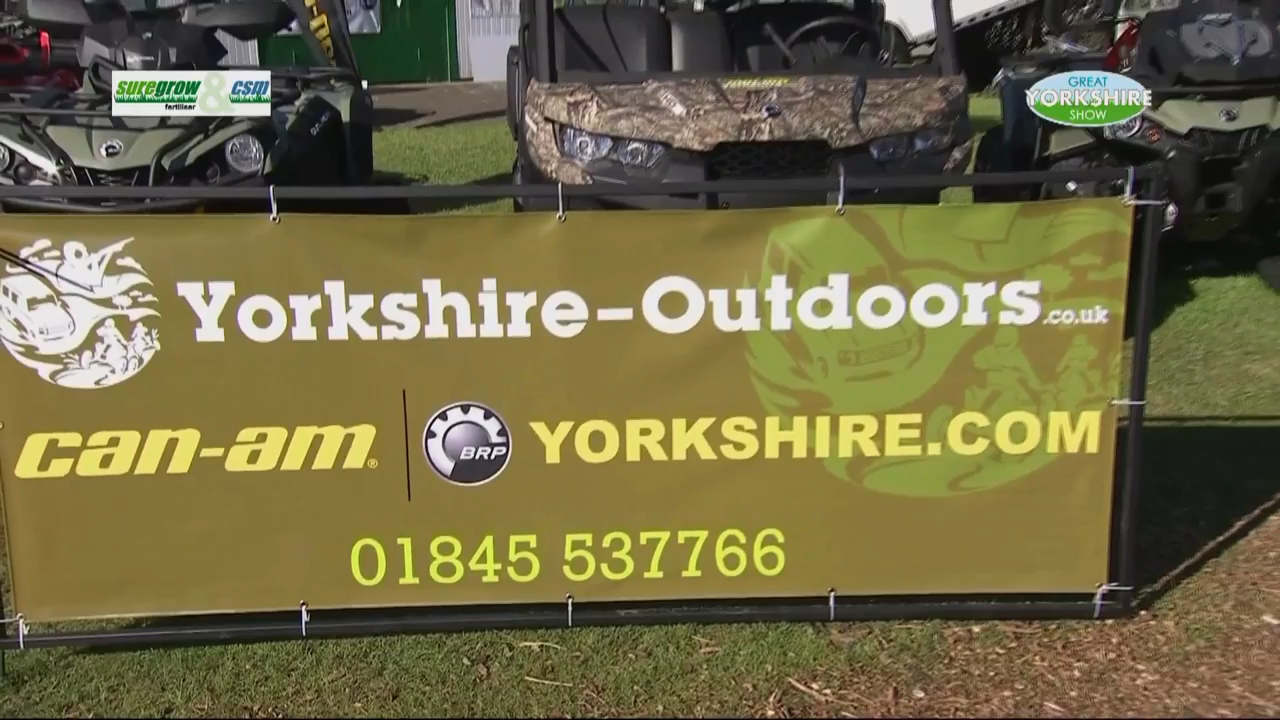 suregrow & csm
fertiliser
GREAT
YORKSHIRE
SHOW
Yorkshire-Outdoors.co.uk
can-am® BRP YORKSHIRE.COM
01845 537766